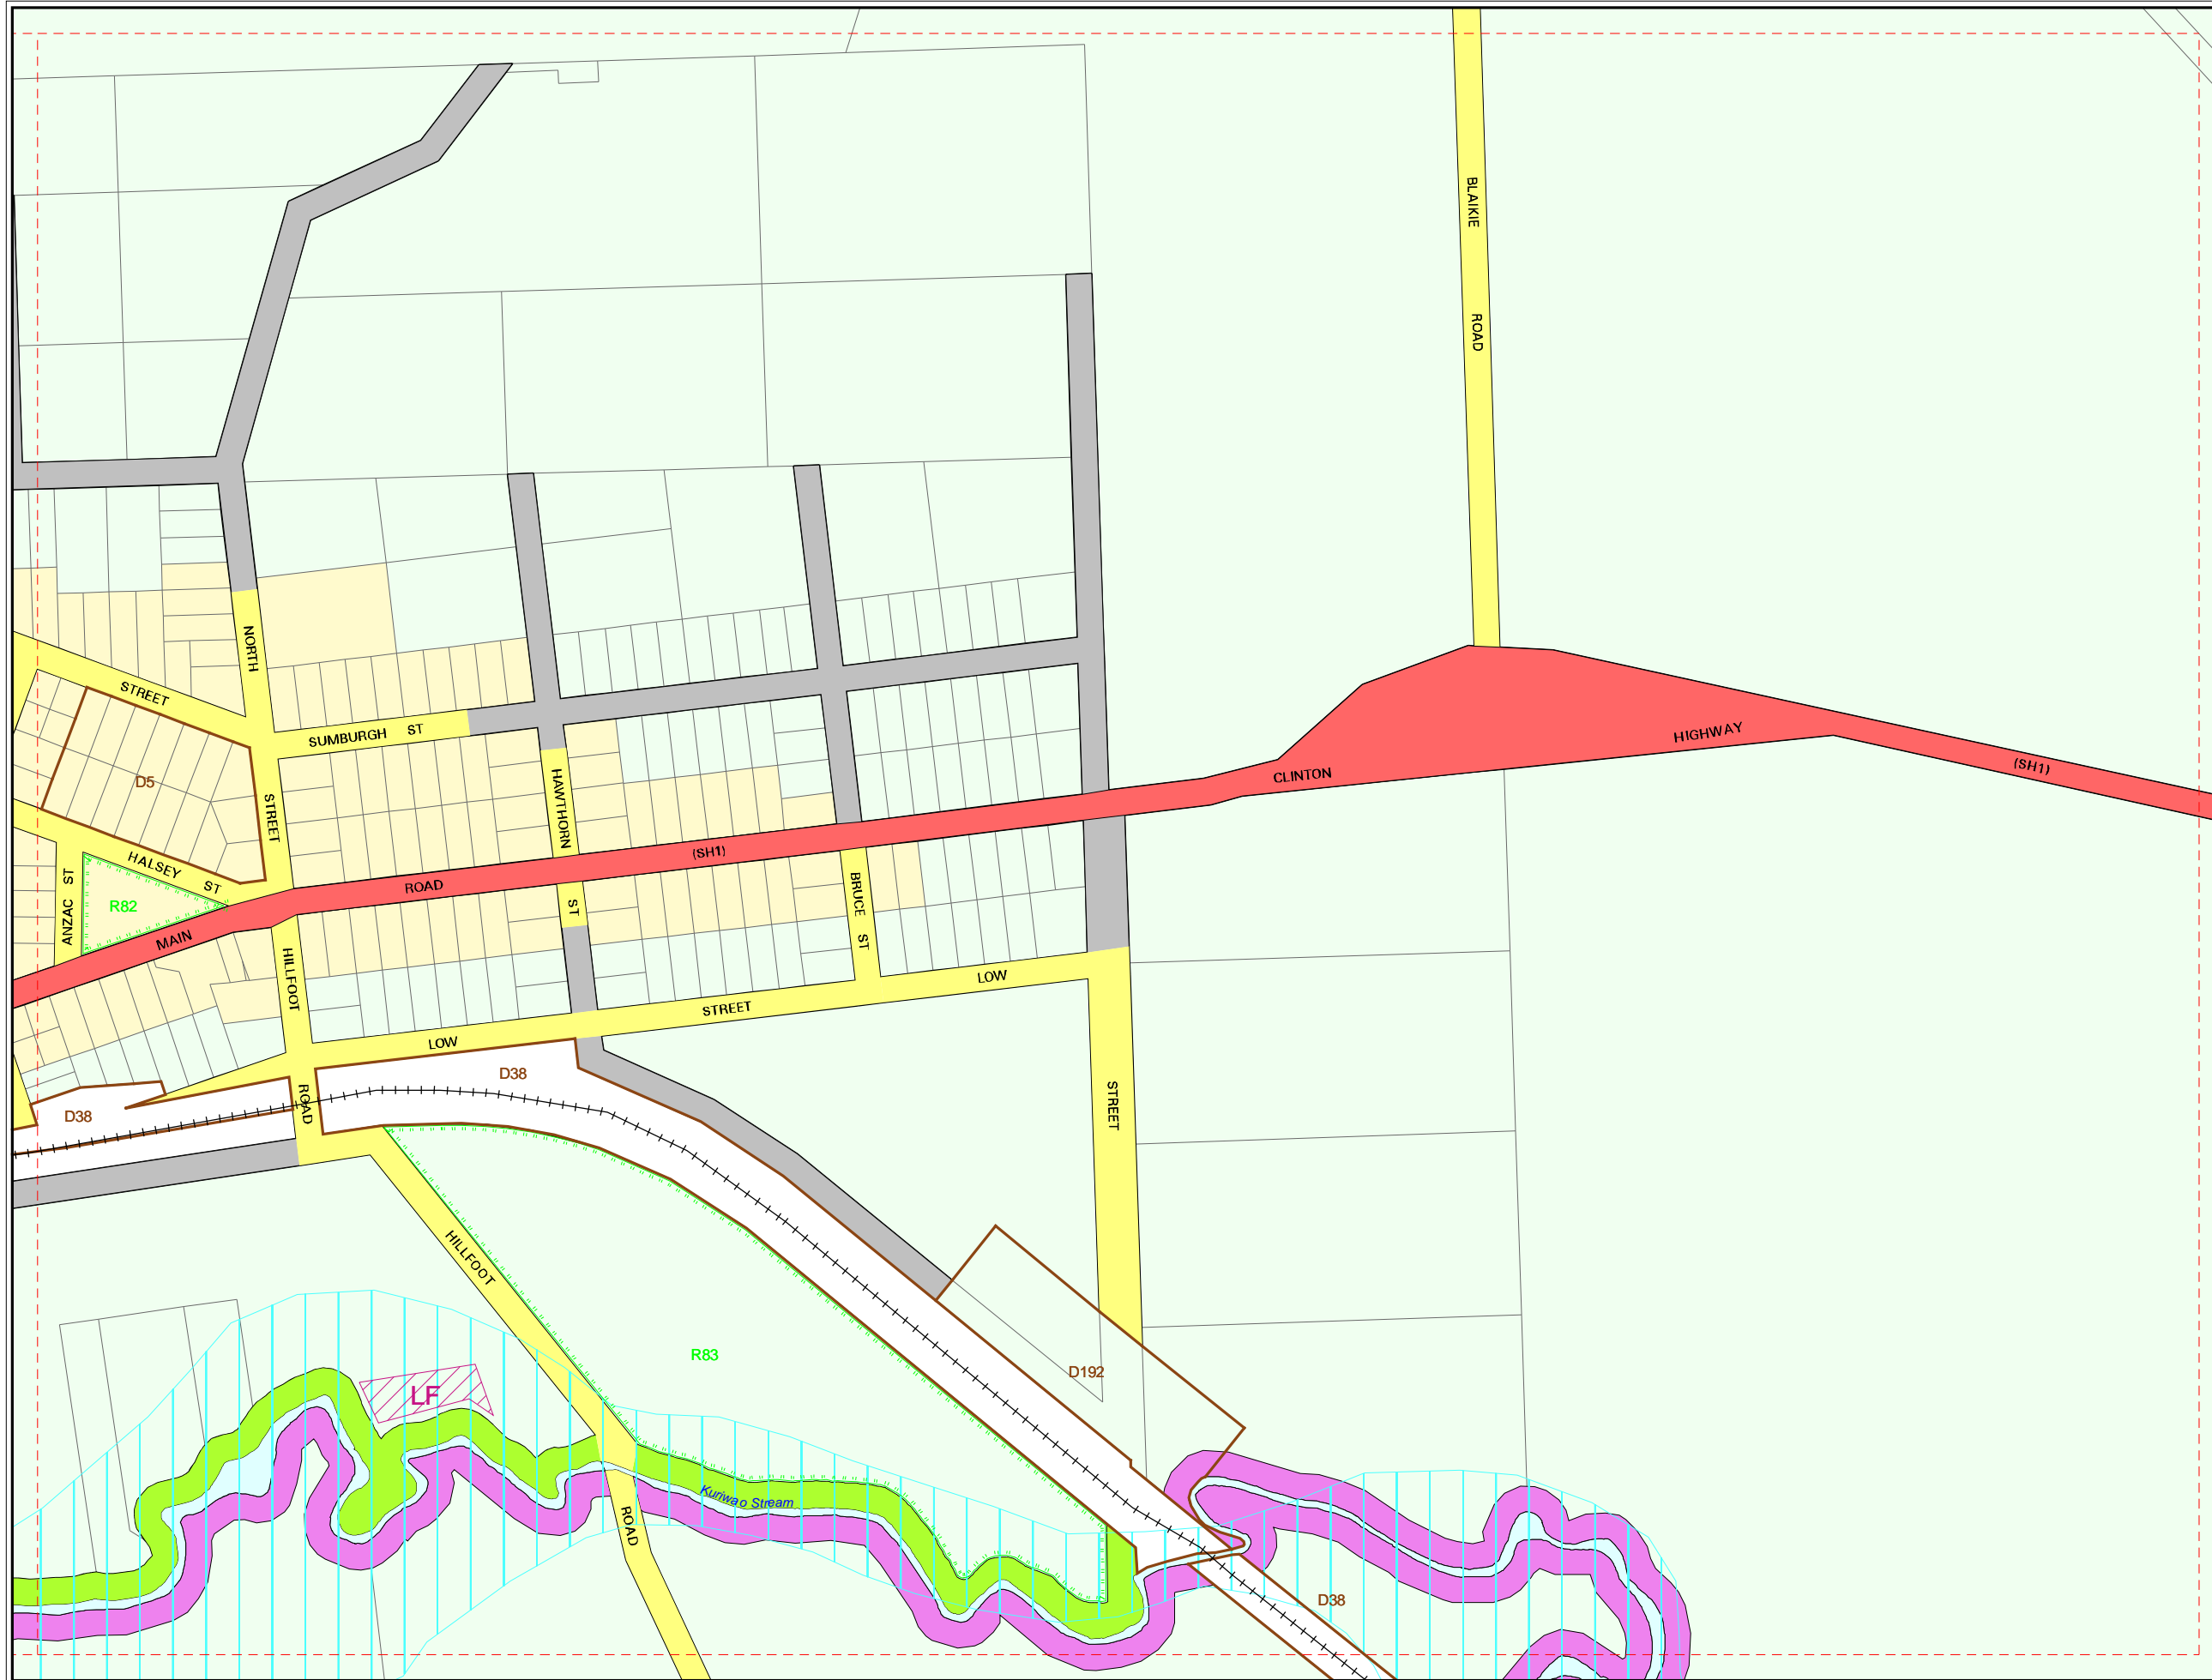 BLAIKIE
ROAD
NORTH
STREET
SUMBURGH ST
D5
HAWTHORN
STREET
HIGHWAY
(SH1)
CLINTON
HALSEY ST
(SH1)
ROAD
ANZAC ST
R82
MAIN
BRUCE ST
ST
HILLFOOT
LOW
STREET
LOW
D38
D38
ROAD
STREET
HILLFOOT
R83
D192
LF
Kuriwao Stream
ROAD
D38